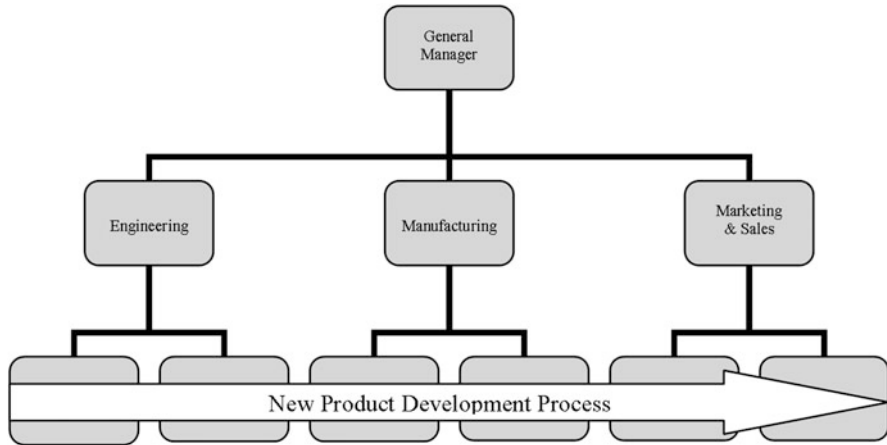 General
Manager
Engineering
Manufacturing
Marketing
& Sales
New Product Development Process